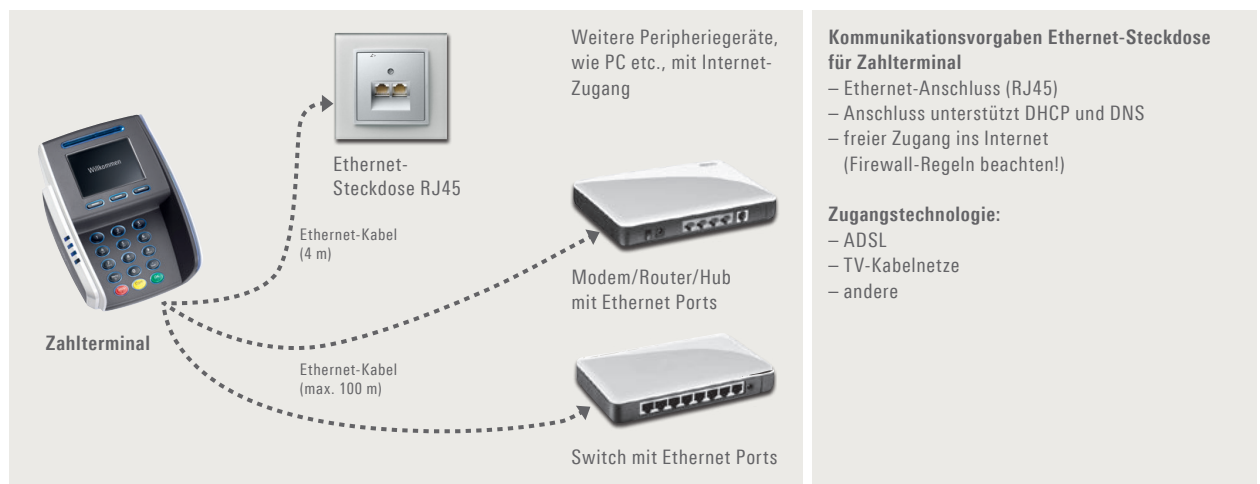 Weitere Peripheriegeräte,
wie PC etc., mit Internet-
Zugang
Willkommen
Ethernet-
Steckdose RJ45
Ethernet-Kabel
(4 m)
Modem/Router/Hub
mit Ethernet Ports
Zahlterminal
Ethernet-Kabel
(max. 100 m)
Switch mit Ethernet Ports
Kommunikationsvorgaben Ethernet-Steckdose
für Zahlterminal
– Ethernet-Anschluss (RJ45)
– Anschluss unterstützt DHCP und DNS
– freier Zugang ins Internet
(Firewall-Regeln beachten!)
Zugangstechnologie:
– ADSL
– TV-Kabelnetze
– andere